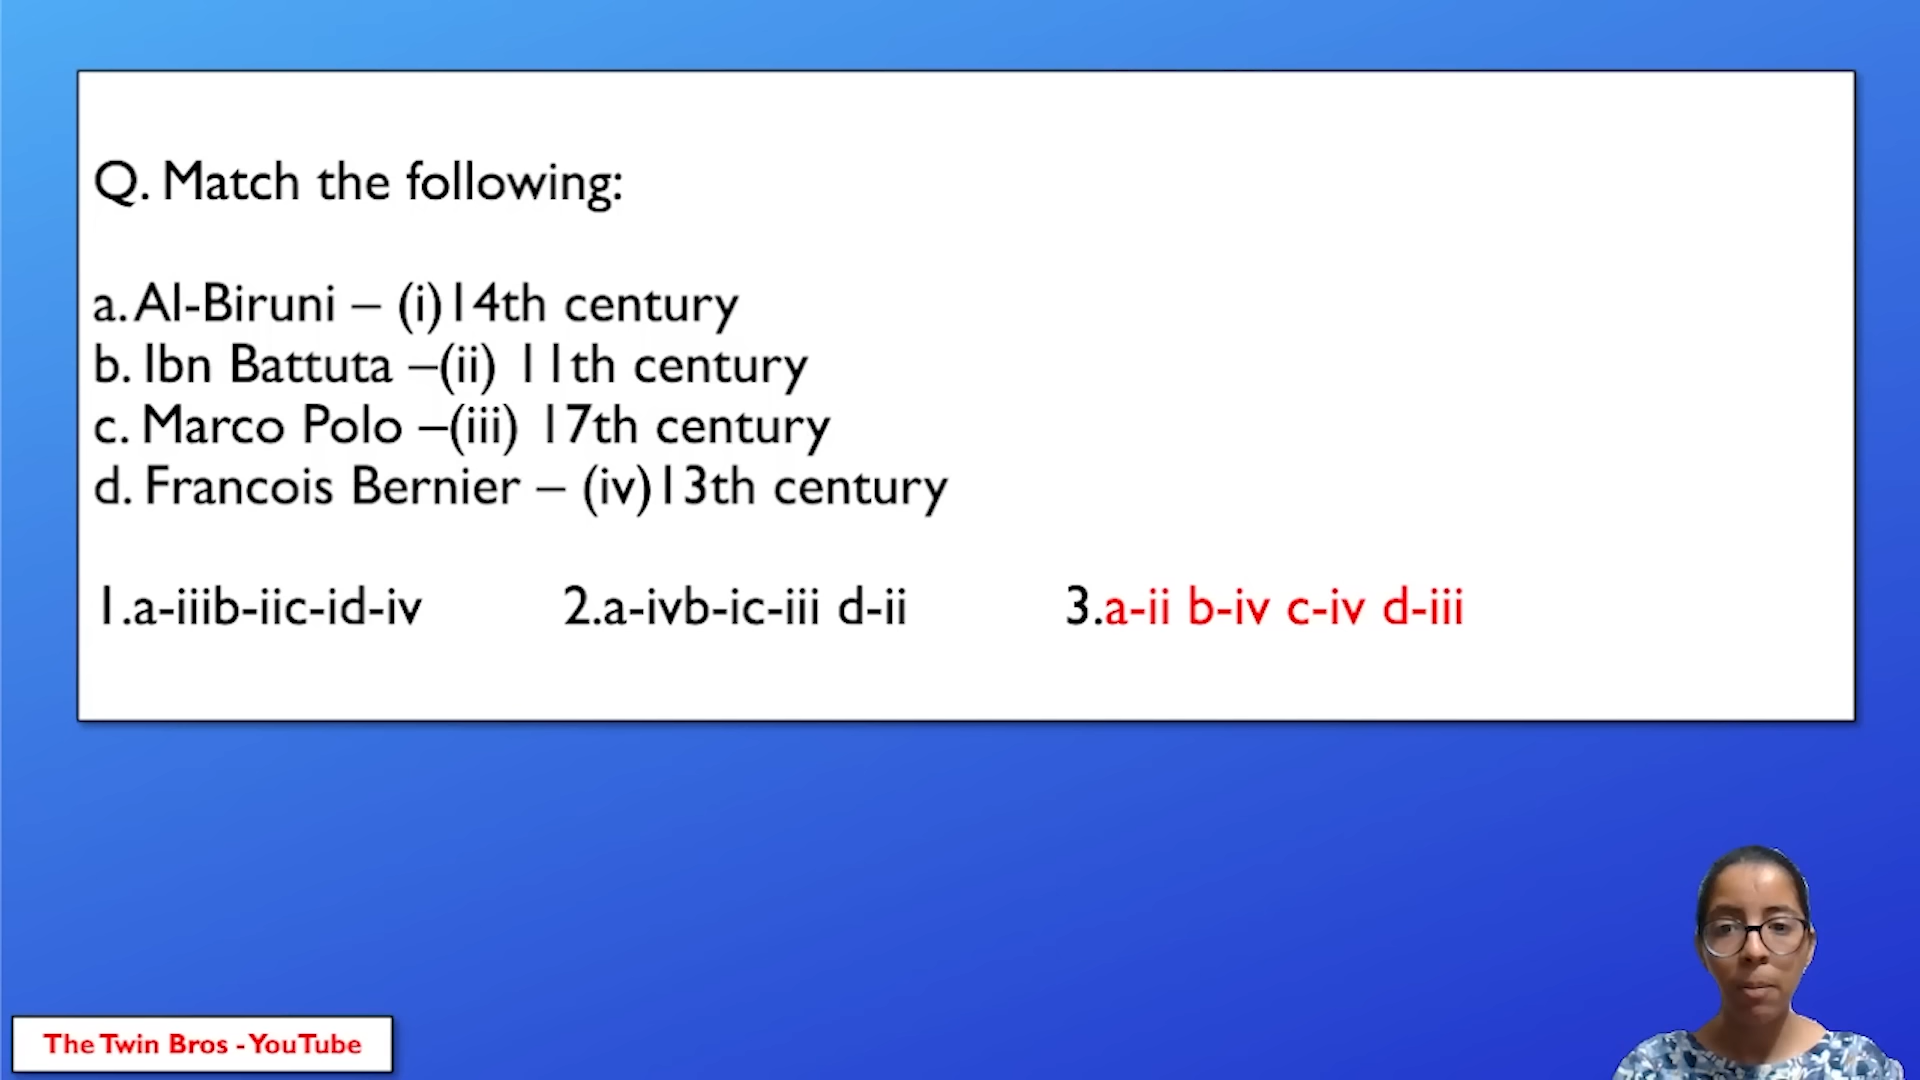 Q. Match the following:
a. Al-Biruni – (i)14th century
b. Ibn Battuta –(ii) 11th century
c. Marco Polo –(iii) 17th century
d. Francois Bernier – (iv)13th century
1.a-iiib-iic-id-iv 2.a-ivb-ic-iii d-ii 3.a-ii b-iv c-iv d-iii
The Twin Bros - YouTube